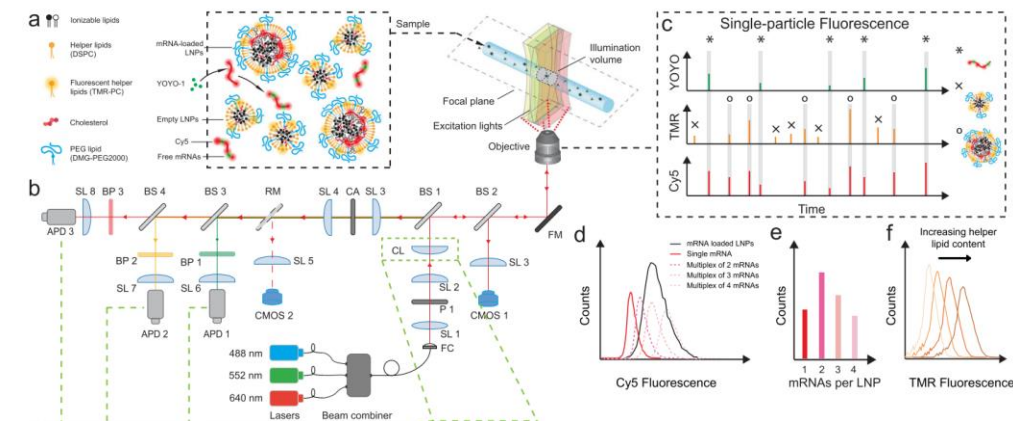 a
Ionizable lipids
Helper lipids
(DSPC)
Fluorescent helper
lipids (TMR-PC)
Cholesterol
PEG lipid
(DMG-PEG2000)
mRNA-loaded
LNPs
YOYO-1
Empty LNPs
Cy5
Free mRNAs
Sample
Illumination
volume
Focal plane
Excitation lights
Objective
c
Single-particle Fluorescence
* * * * *
YOYO
o o o o o
× × × × ×
TMR
Cy5
Time
*
×
o
b
SL 8 BP 3 BS 4 BS 3 RM SL 4 CA SL 3 BS 1 BS 2
APD 3
FM
BP 2 BP 1 SL 5 CL SL 3
SL 7 SL 6 SL 2
CMOS 2 P 1 CMOS 1
APD 2 APD 1 SL 1
FC
488 nm
552 nm
640 nm
Lasers Beam combiner
d
mRNA loaded LNPs
Single mRNA
Multiplex of 2 mRNAs
Multiplex of 3 mRNAs
Multiplex of 4 mRNAs
Counts
Cy5 Fluorescence
e
Counts
1 2 3 4
mRNAs per LNP
f
Increasing helper
lipid content
Counts
TMR Fluorescence